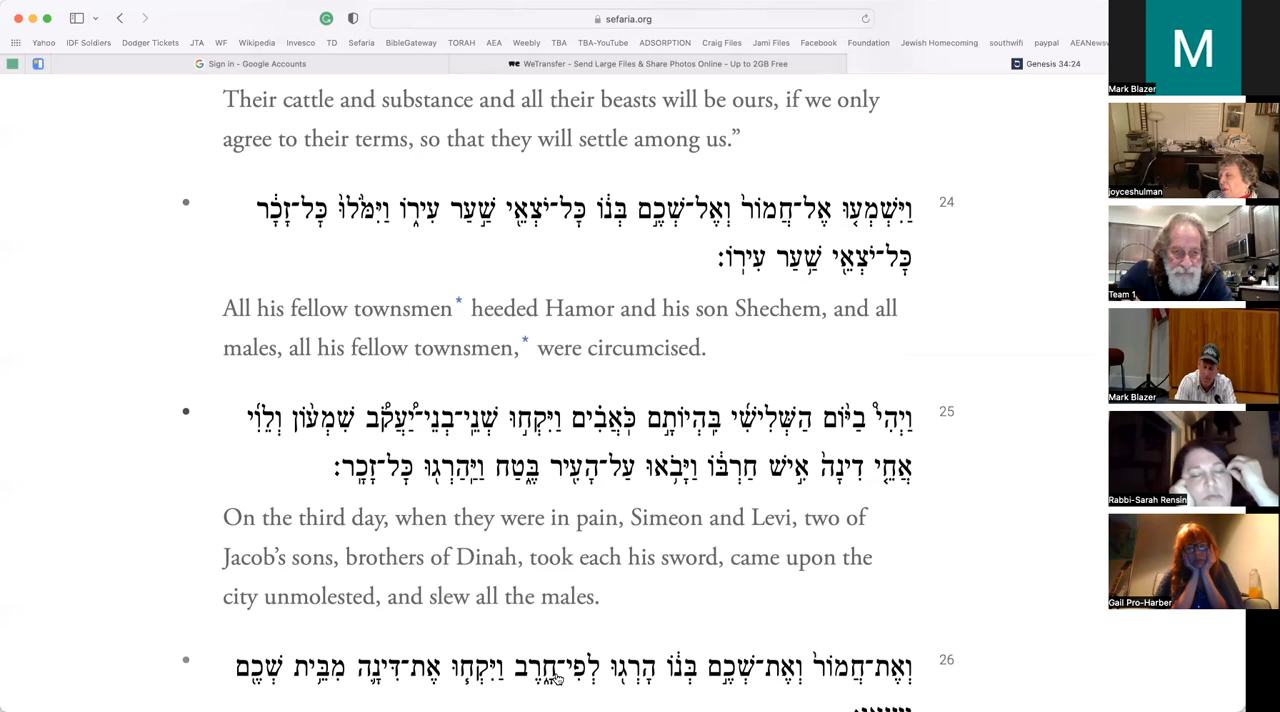 sefaria.org
Yahoo IDF Soldiers Dodger Tickets JTA WF Wikipedia Invesco TD Sefaria BibleGateway TORAH AEA Weebly TBA TBA-YouTube ADSORPTION Craig Files Jami Files Facebook Foundation Jewish Homecoming southwifi paypal AEANewsv
Sign in - Google Accounts WeTransfer - Send Large Files & Share Photos Online - Up to 2GB Free Genesis 34:24
Their cattle and substance and all their beasts will be ours, if we only
agree to their terms, so that they will settle among us.”
24
וַיִּשְׁמְע֧וּ אֶל־חֲמ֛וֹר וְאֶל־שְׁכֶ֣ם בְּנ֔וֹ כׇּל־יֹצְאֵ֖י שַׁ֣עַר עִיר֑וֹ וַיִּמֹּ֙לוּ֙ כׇּל־זָכָ֔ר
כׇּל־יֹצְאֵ֖י שַׁ֥עַר עִירֽוֹ׃
All his fellow townsmen* heeded Hamor and his son Shechem, and all
males, all his fellow townsmen,* were circumcised.
25
וַיְהִי֩ בַיּ֨וֹם הַשְּׁלִישִׁ֜י בִּֽהְיוֹתָ֣ם כֹּֽאֲבִ֗ים וַיִּקְח֣וּ שְׁנֵֽי־בְנֵי־יַ֠עֲקֹ֠ב שִׁמְע֨וֹן וְלֵוִ֜י
אֲחֵ֤י דִינָה֙ אִ֣ישׁ חַרְבּ֔וֹ וַיָּבֹ֥אוּ עַל־הָעִ֖יר בֶּ֑טַח וַיַּֽהַרְג֖וּ כׇּל־זָכָֽר׃
On the third day, when they were in pain, Simeon and Levi, two of
Jacob’s sons, brothers of Dinah, took each his sword, came upon the
city unmolested, and slew all the males.
26
וְאֶת־חֲמוֹר֙ וְאֶת־שְׁכֶ֣ם בְּנ֔וֹ הָרְג֖וּ לְפִי־חָ֑רֶב וַיִּקְח֧וּ אֶת־דִּינָ֛ה מִבֵּ֥ית שְׁכֶ֖ם
M
Mark Blazer
joyceshulman
Team 1
Mark Blazer
Rabbi-Sarah Rensin
Gail Pro-Harber